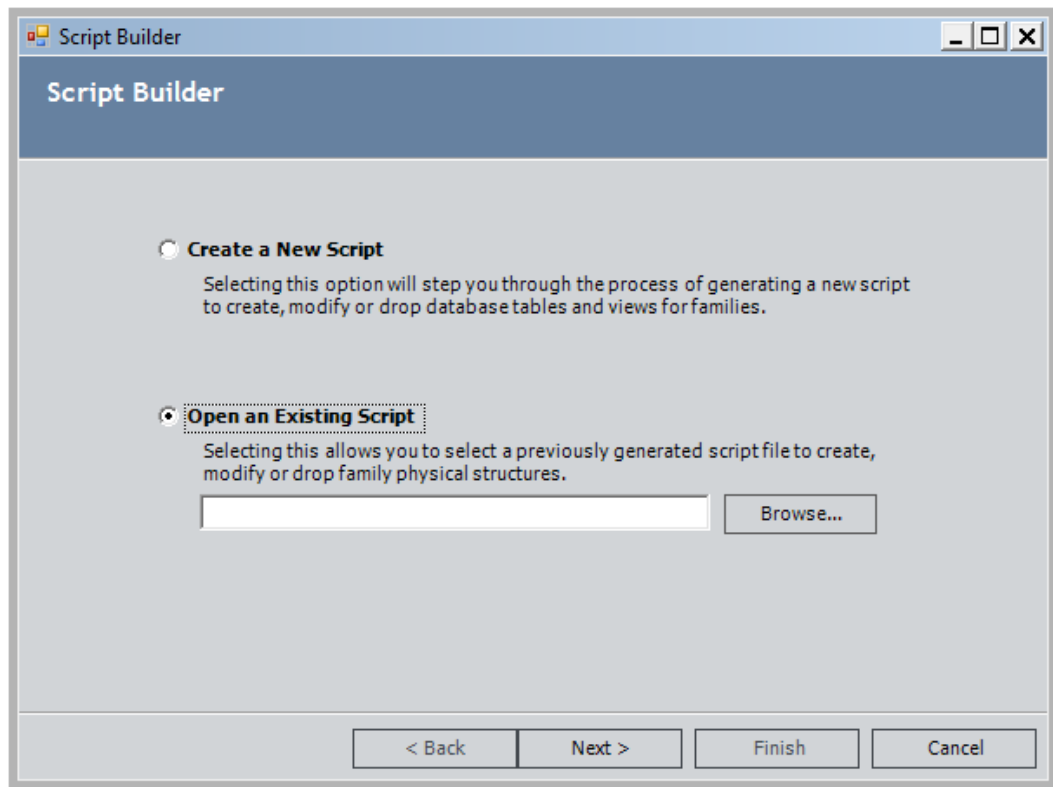 Script Builder
Script Builder
Create a New Script
Selecting this option will step you through the process of generating a new script
to create, modify or drop database tables and views for families.
Open an Existing Script
Selecting this allows you to select a previously generated script file to create,
modify or drop family physical structures.
Browse...
< Back
Next >
Finish
Cancel